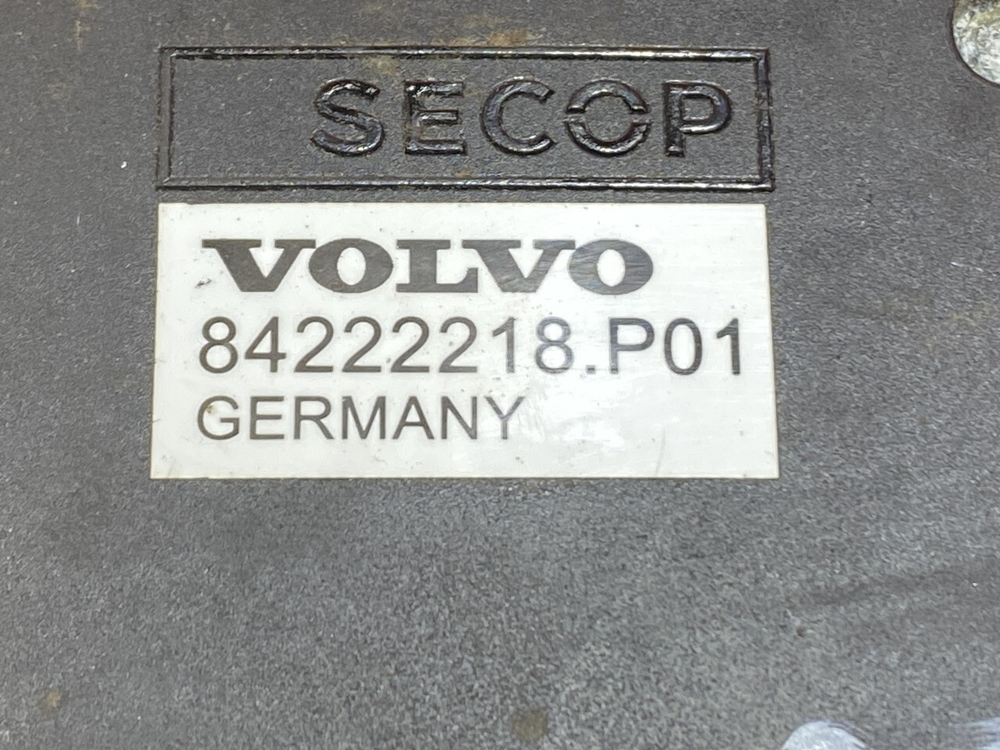 SECOP
VOLVO
84222218.P01
GERMANY